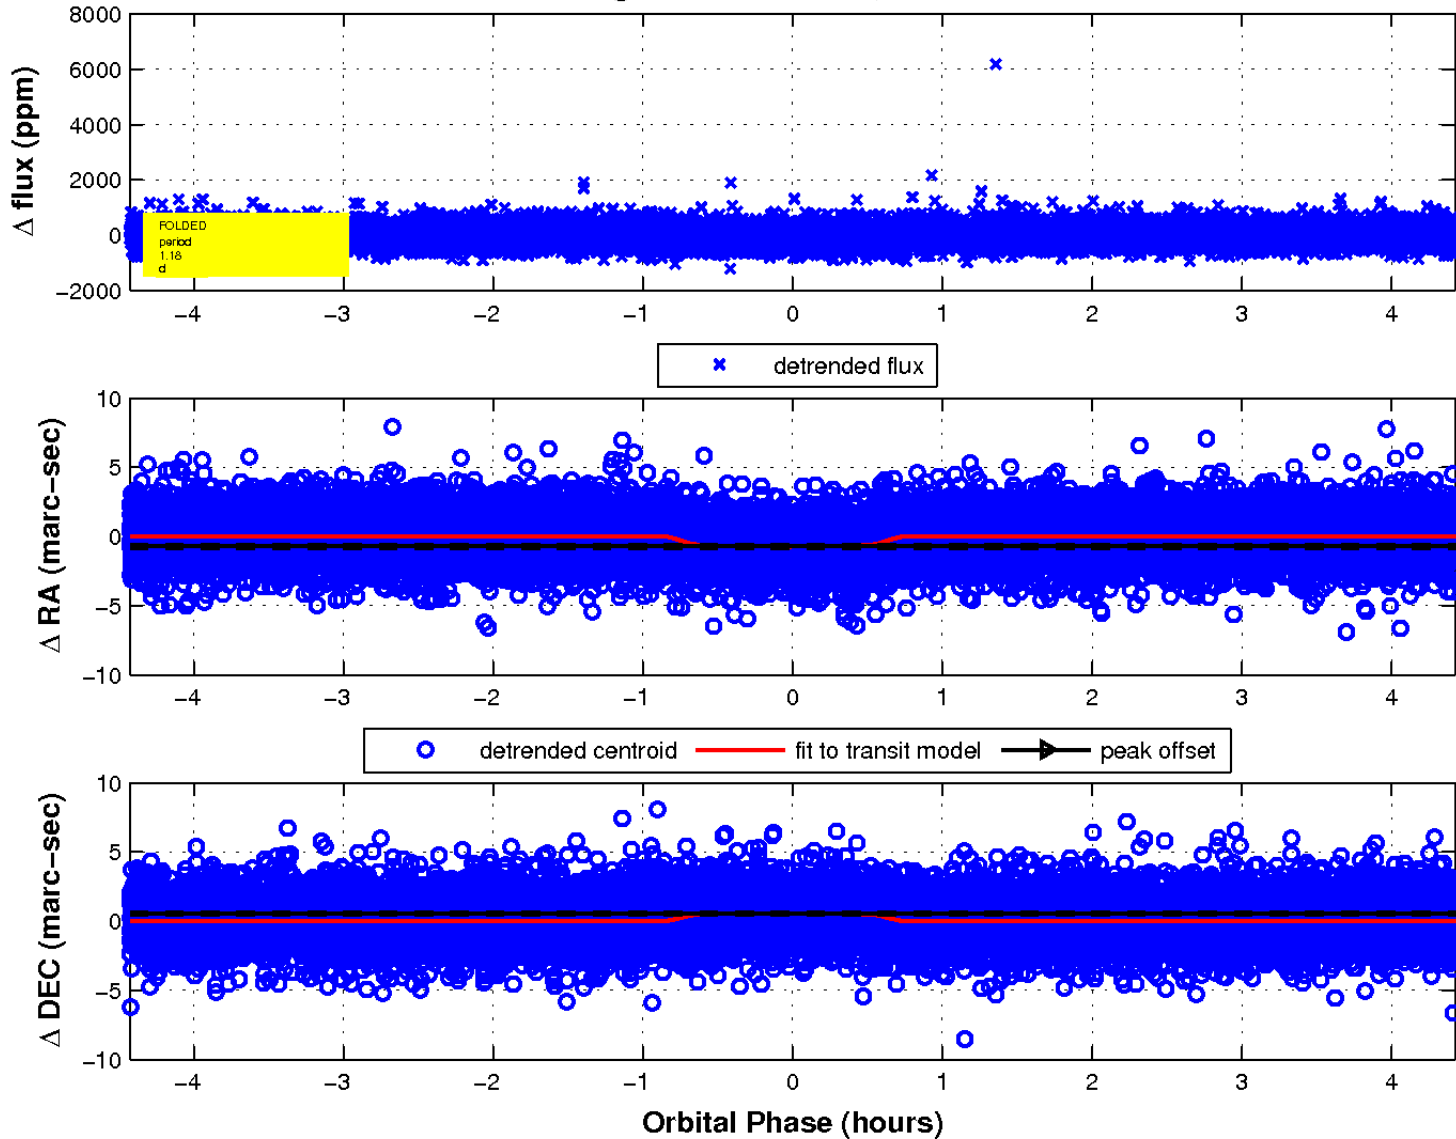 8000
6000
4000
2000
0
−2000
Δ flux (ppm)
FOLDED
period
1.18
d
−4 −3 −2 −1 0 1 2 3 4
detrended flux
10
5
0
−5
−10
Δ RA (marc−sec)
−4 −3 −2 −1 0 1 2 3 4
detrended centroid fit to transit model peak offset
10
5
0
−5
−10
Δ DEC (marc−sec)
−4 −3 −2 −1 0 1 2 3 4
Orbital Phase (hours)